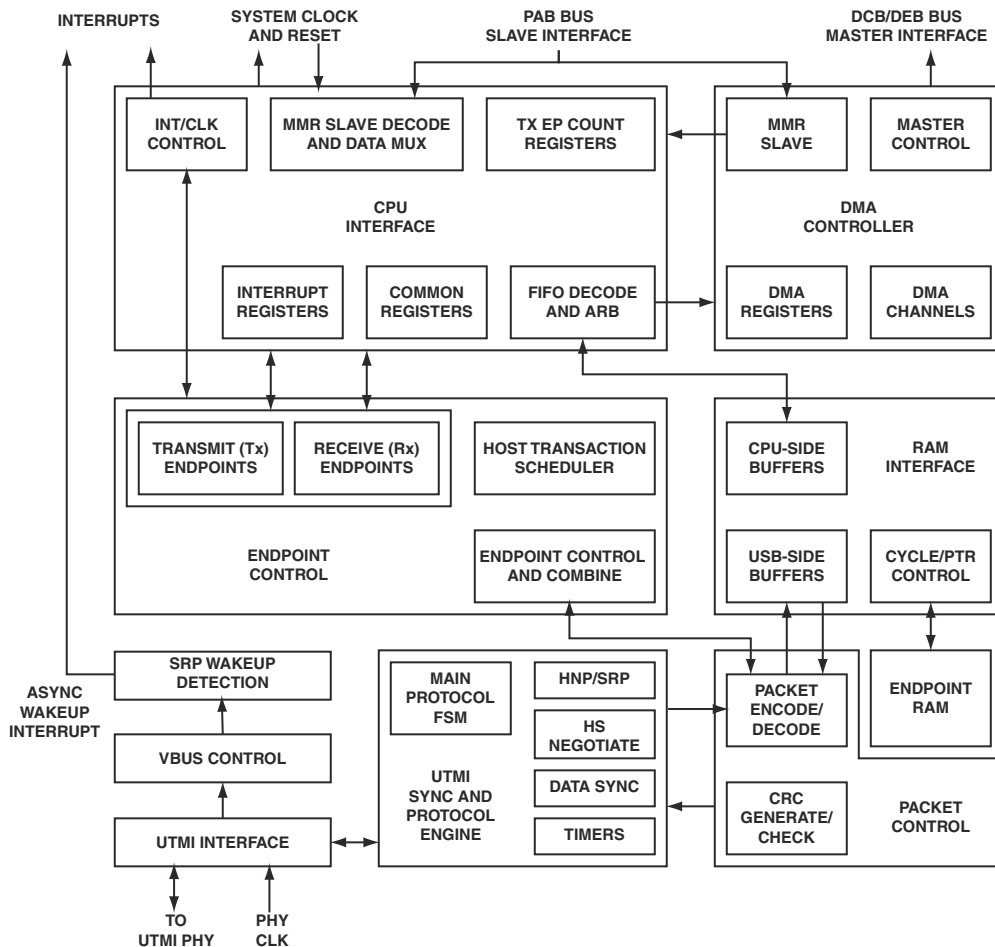 INTERRUPTS
SYSTEM CLOCK
AND RESET
PAB BUS
SLAVE INTERFACE
DCB/DEB BUS
MASTER INTERFACE
INT/CLK
CONTROL
MMR SLAVE DECODE
AND DATA MUX
TX EP COUNT
REGISTERS
MMR
SLAVE
MASTER
CONTROL
CPU
INTERFACE
DMA
CONTROLLER
INTERRUPT
REGISTERS
COMMON
REGISTERS
FIFO DECODE
AND ARB
DMA
REGISTERS
DMA
CHANNELS
TRANSMIT (Tx)
ENDPOINTS
RECEIVE (Rx)
ENDPOINTS
HOST TRANSACTION
SCHEDULER
CPU-SIDE
BUFFERS
RAM
INTERFACE
ENDPOINT
CONTROL
ENDPOINT CONTROL
AND COMBINE
USB-SIDE
BUFFERS
CYCLE/PTR
CONTROL
SRP WAKEUP
DETECTION
ASYNC
WAKEUP
INTERRUPT
VBUS CONTROL
UTMI INTERFACE
MAIN
PROTOCOL
FSM
HNP/SRP
HS
NEGOTIATE
UTMI
SYNC AND
PROTOCOL
ENGINE
DATA SYNC
TIMERS
PACKET
ENCODE/
DECODE
ENDPOINT
RAM
CRC
GENERATE/
CHECK
PACKET
CONTROL
TO
UTMI PHY
PHY
CLK